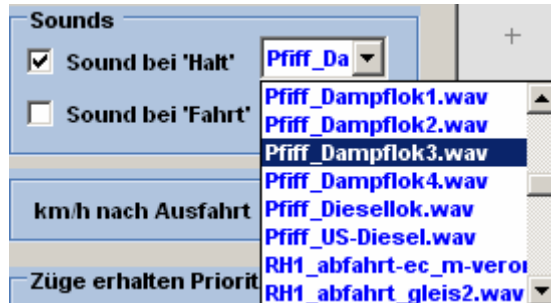 Sounds
Sound bei 'Halt'
Pfiff_Da
Sound bei 'Fahrt'
Pfiff_Dampflok1.wav
Pfiff_Dampflok2.wav
Pfiff_Dampflok3.wav
Pfiff_Dampflok4.wav
Pfiff_Diesellok.wav
Pfiff_US-Diesel.wav
RH1_abfahrt-ec_m-veror
RH1_abfahrt_gleis2.wav
km/h nach Ausfahrt
Züge erhalten Priorit